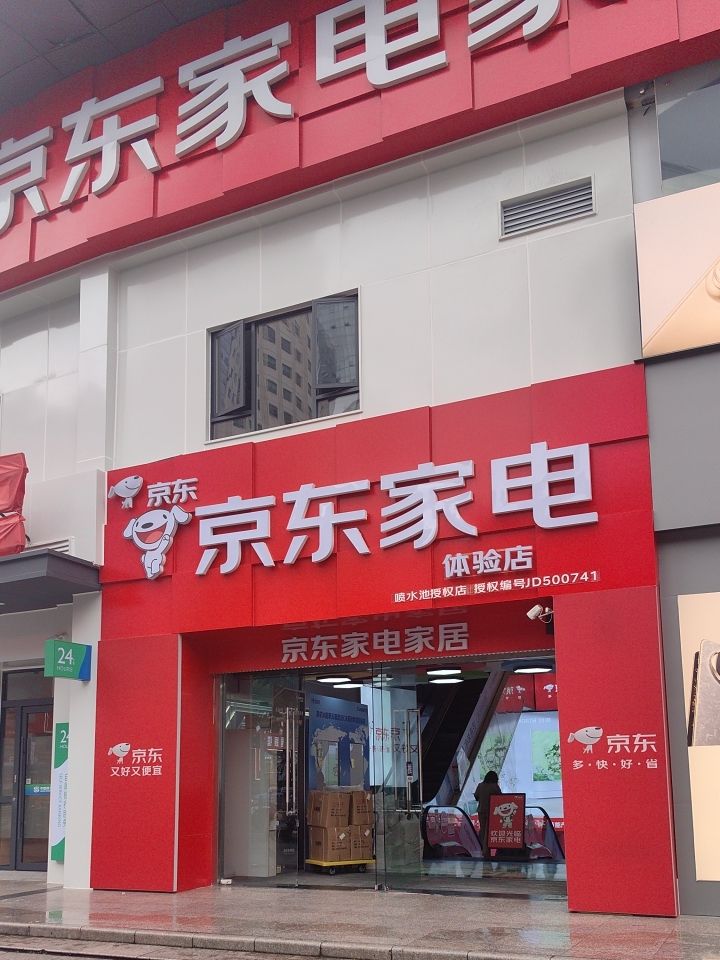 京东家电家
京东
京东家电
体验店
喷水池授权店 授权编号JD500741
京东家电家居
24
HOURS
京东
又好又便宜
京东
多·快·好·省
欢迎光临
京东家电